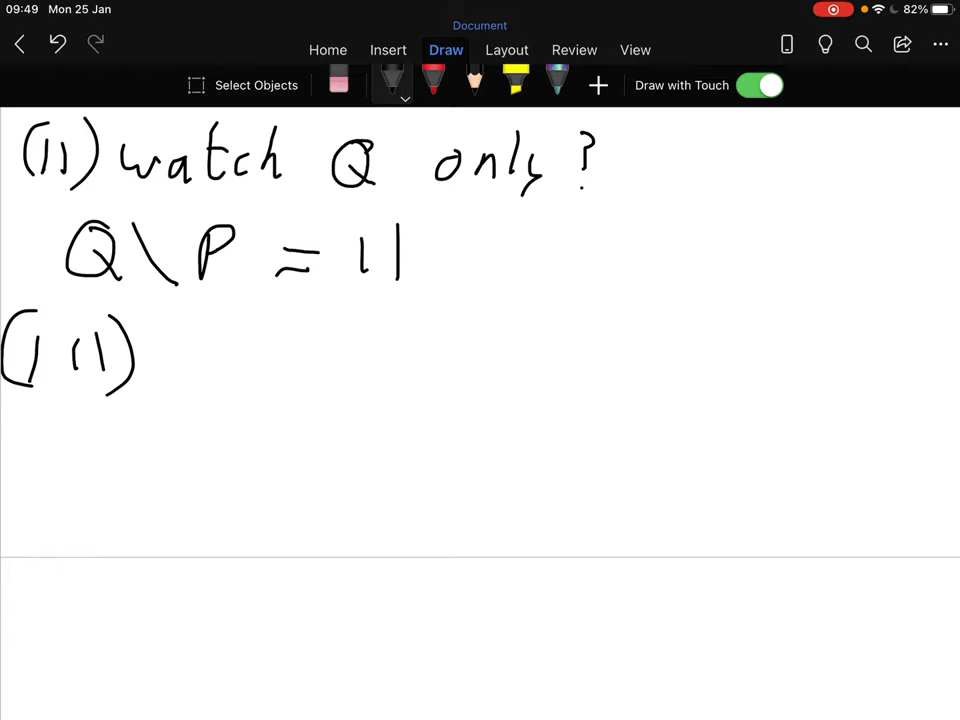 09:49 Mon 25 Jan 82%
Document
Home Insert Draw Layout Review View
Select Objects Draw with Touch
(ii) watch Q only?
Q\P = 11
(iii)